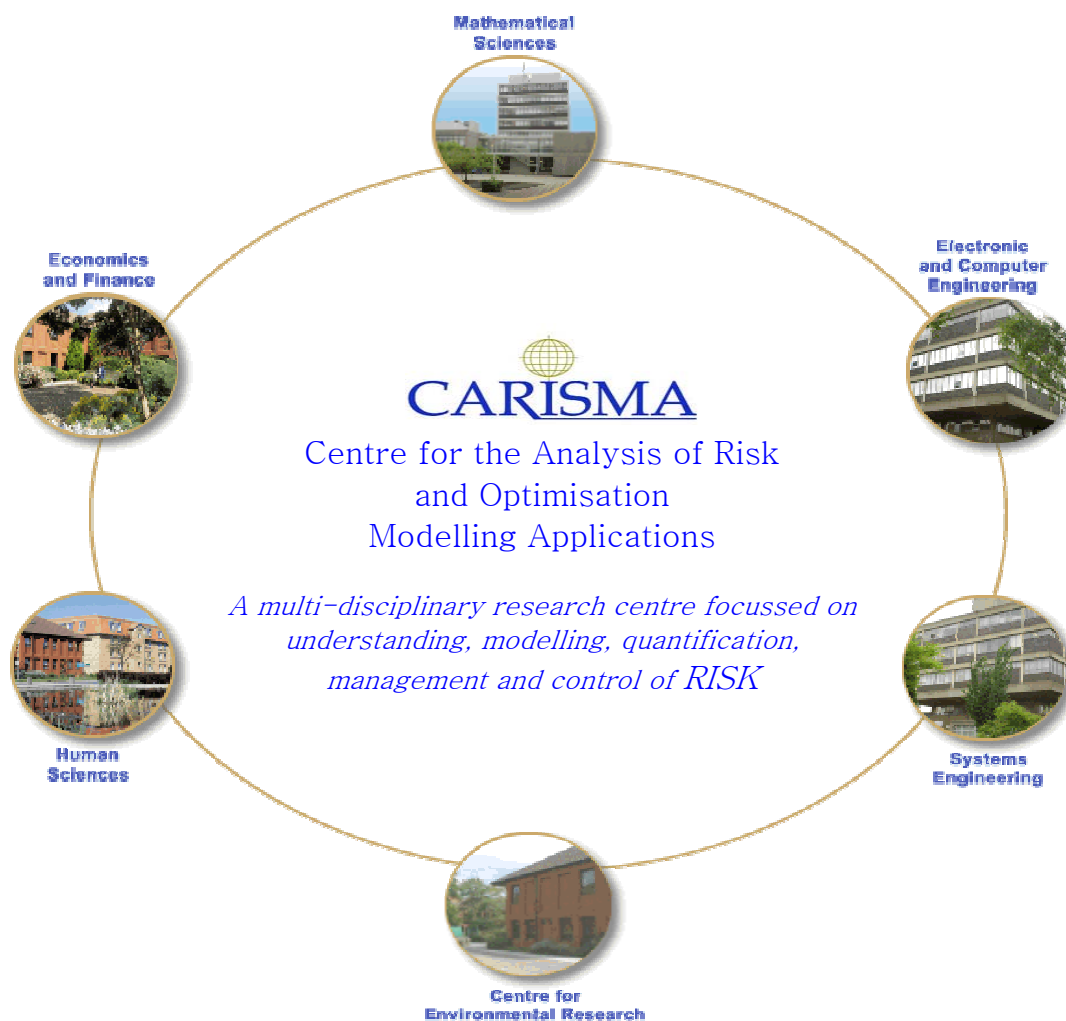 Mathematical
Sciences
Economics
and Finance
Electronic
and Computer
Engineering
CARISMA
Centre for the Analysis of Risk
and Optimisation
Modelling Applications
A multi-disciplinary research centre focussed on
understanding, modelling, quantification,
management and control of RISK
Human
Sciences
Systems
Engineering
Centre for
Environmental Research